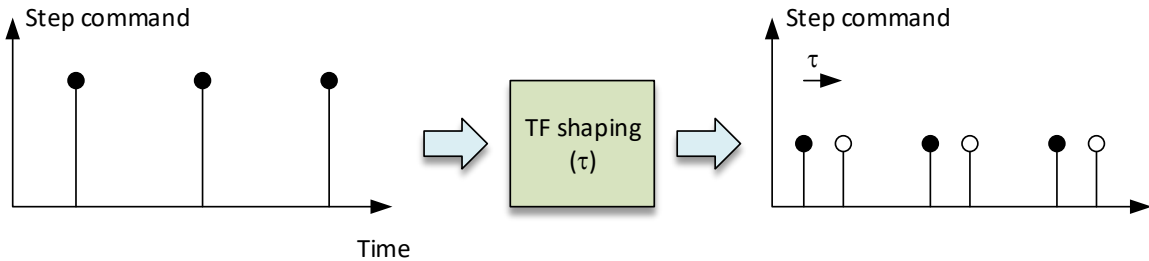 Step command
Time
TF shaping
(τ)
Step command
τ